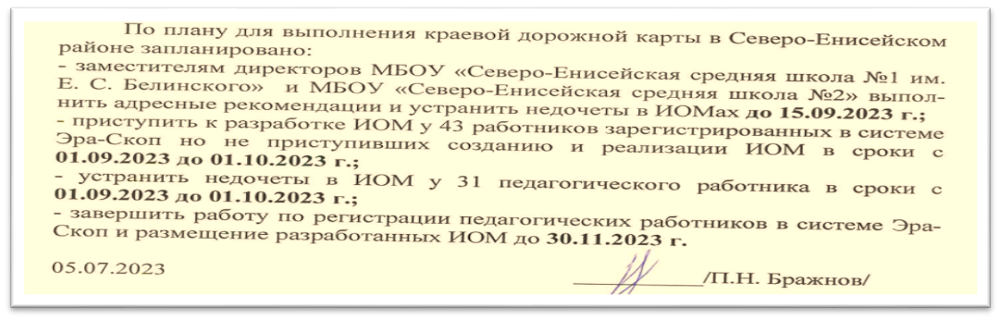 По плану для выполнения краевой дорожной карты в Северо-Енисейском
районе запланировано:
- заместителям директоров МБОУ «Северо-Енисейская средняя школа №1 им.
Е. С. Белинского» и МБОУ «Северо-Енисейская средняя школа №2» выпол-
нить адресные рекомендации и устранить недочеты в ИОМах до 15.09.2023 г.;
- приступить к разработке ИОМ у 43 работников зарегистрированных в системе
Эра-Скоп но не приступивших созданию и реализации ИОМ в сроки с
01.09.2023 до 01.10.2023 г.;
- устранить недочеты в ИОМ у 31 педагогического работника в сроки с
01.09.2023 до 01.10.2023 г.;
- завершить работу по регистрации педагогических работников в системе Эра-
Скоп и размещение разработанных ИОМ до 30.11.2023 г.
05.07.2023 /П.Н. Бражнов/